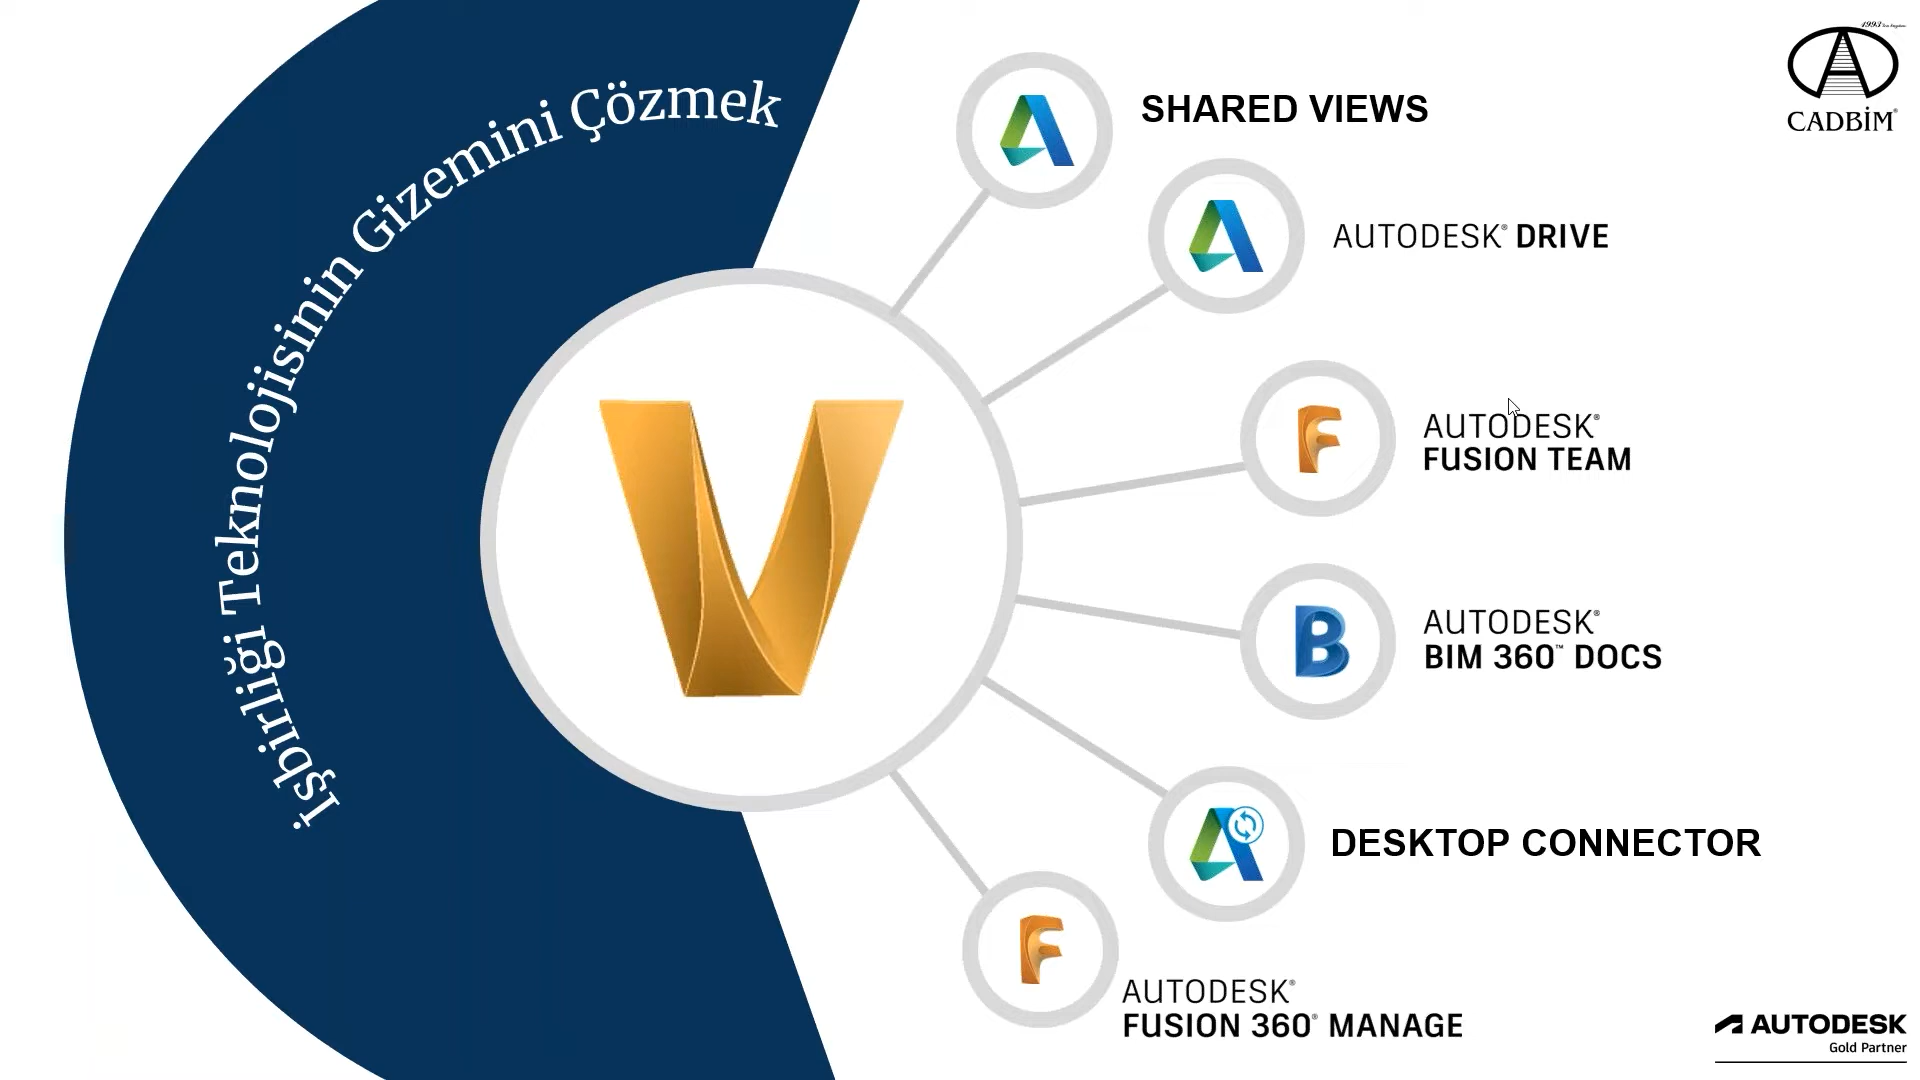 İşbirliği Teknolojisinin Gizemini Çözmek
SHARED VIEWS
AUTODESK® DRIVE
AUTODESK®
FUSION TEAM
AUTODESK®
BIM 360™ DOCS
DESKTOP CONNECTOR
AUTODESK®
FUSION 360® MANAGE
CADBİM®
AUTODESK
Gold Partner